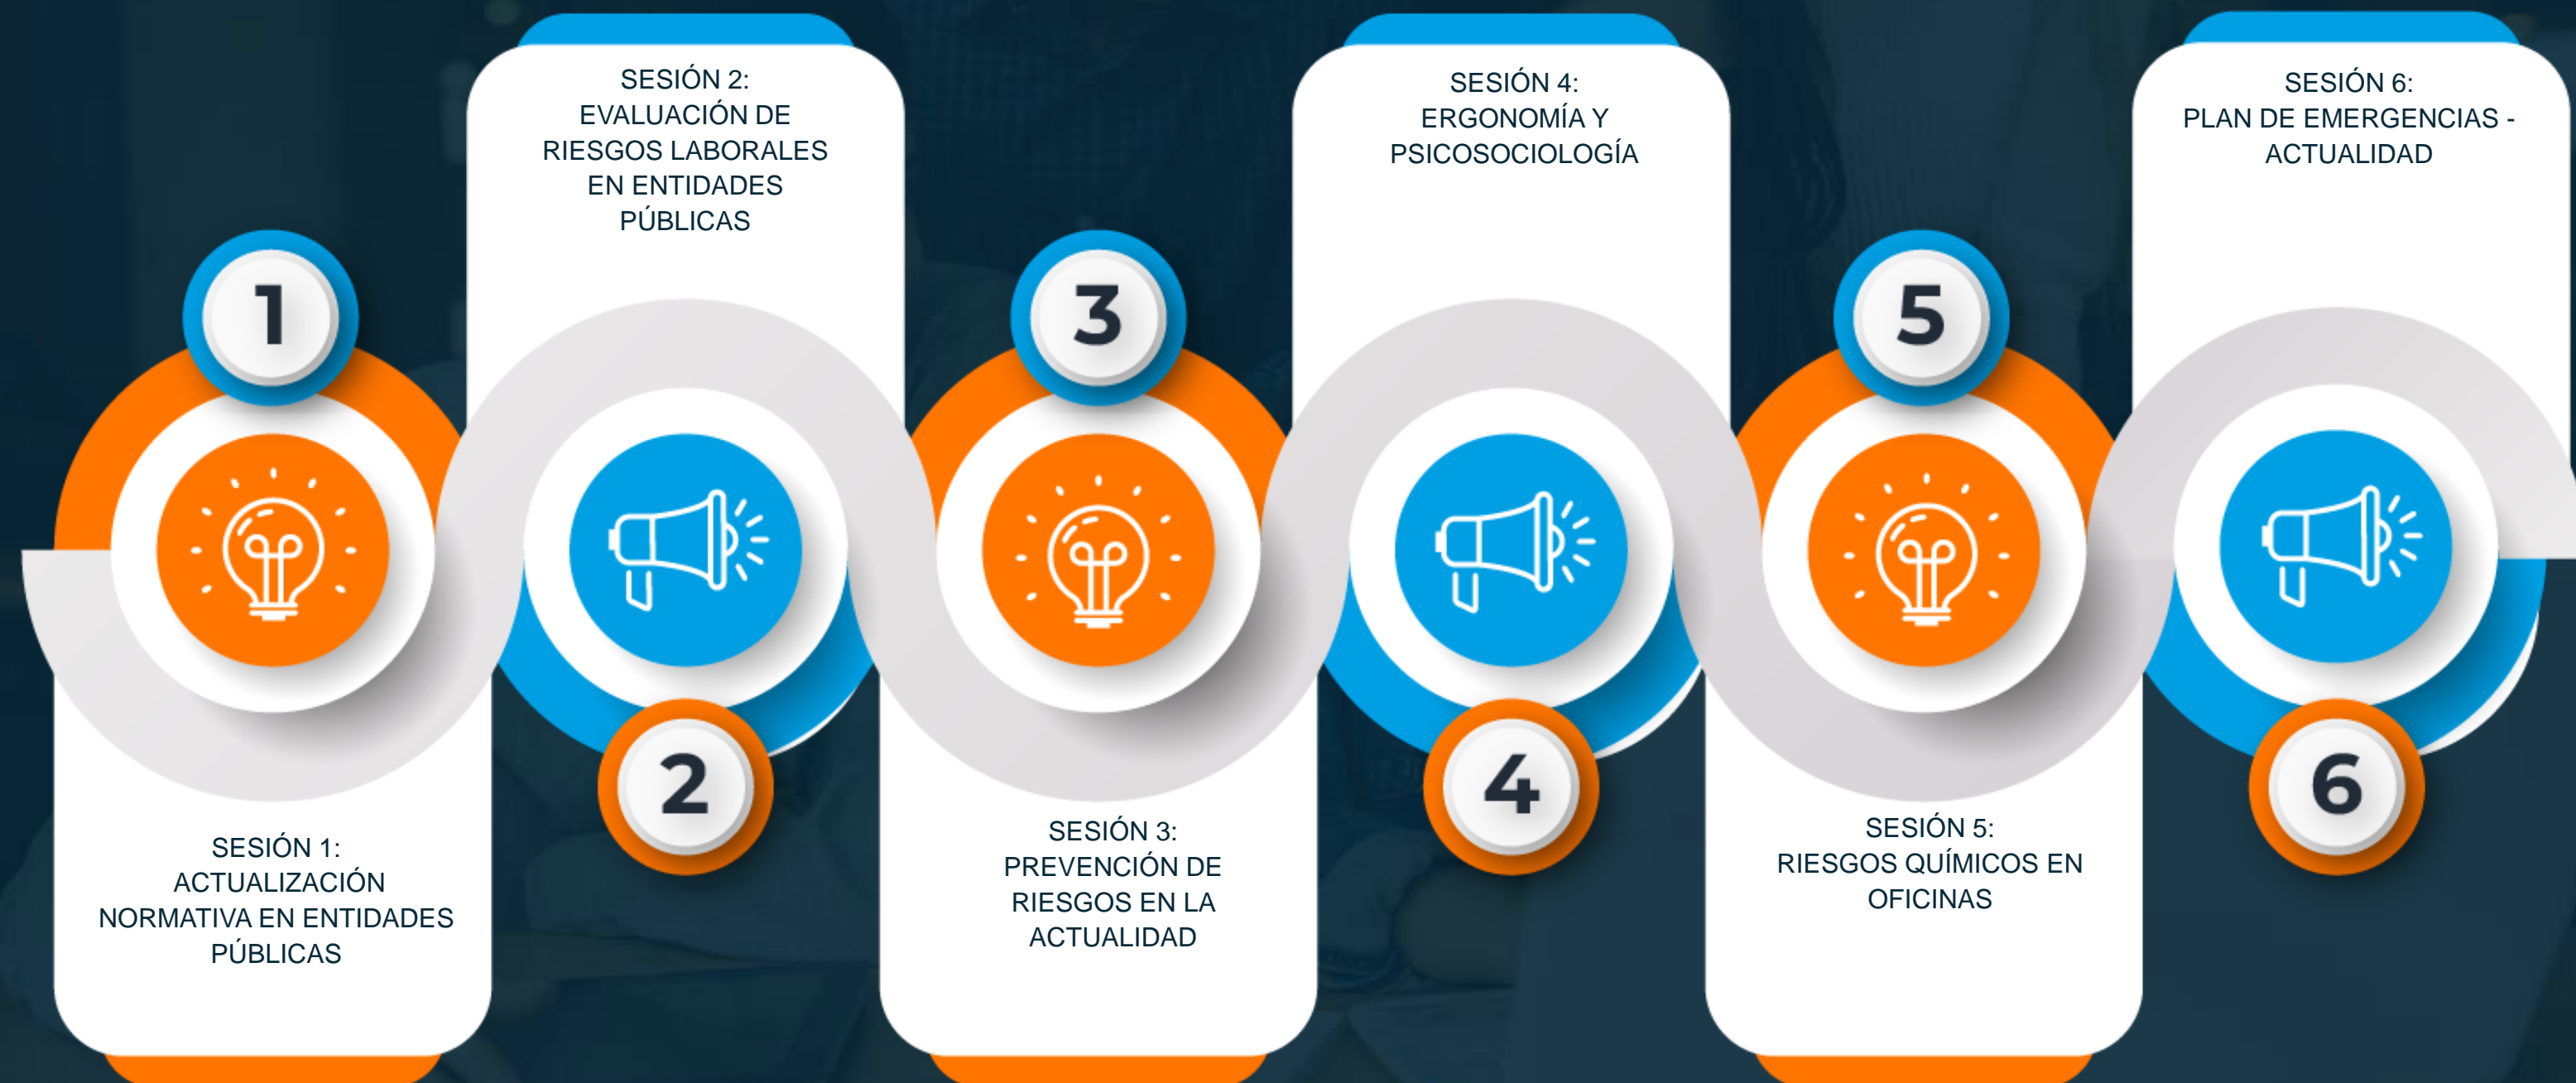 1
SESIÓN 1:
ACTUALIZACIÓN
NORMATIVA EN ENTIDADES
PÚBLICAS
SESIÓN 2:
EVALUACIÓN DE
RIESGOS LABORALES
EN ENTIDADES
PÚBLICAS
2
3
SESIÓN 3:
PREVENCIÓN DE
RIESGOS EN LA
ACTUALIDAD
SESIÓN 4:
ERGONOMÍA Y
PSICOSOCIOLOGÍA
4
5
SESIÓN 5:
RIESGOS QUÍMICOS EN
OFICINAS
SESIÓN 6:
PLAN DE EMERGENCIAS -
ACTUALIDAD
6